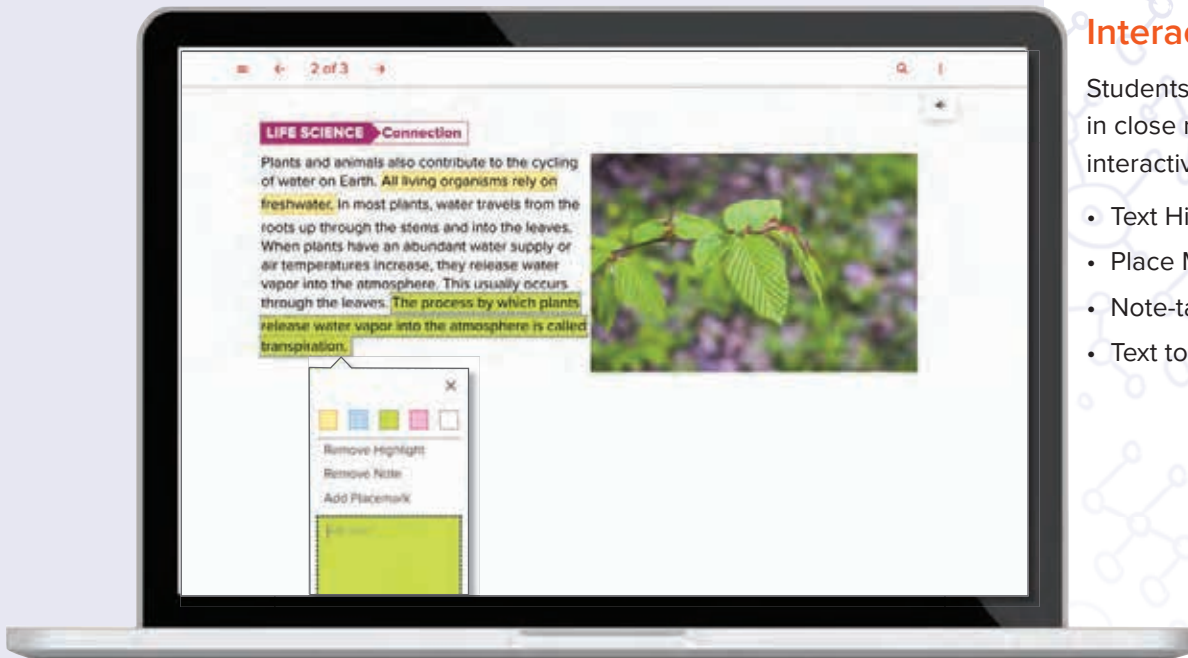 2 of 3
LIFE SCIENCE Connection
Plants and animals also contribute to the cycling
of water on Earth. All living organisms rely on
freshwater. In most plants, water travels from the
roots up through the stems and into the leaves.
When plants have an abundant water supply or
air temperatures increase, they release water
vapor into the atmosphere. This usually occurs
through the leaves. The process by which plants
release water vapor into the atmosphere is called
transpiration.
Remove Highlight
Remove Note
Add Placemark
Interac
Students
in close r
interactiv
• Text Hi
• Place M
• Note-ta
• Text to